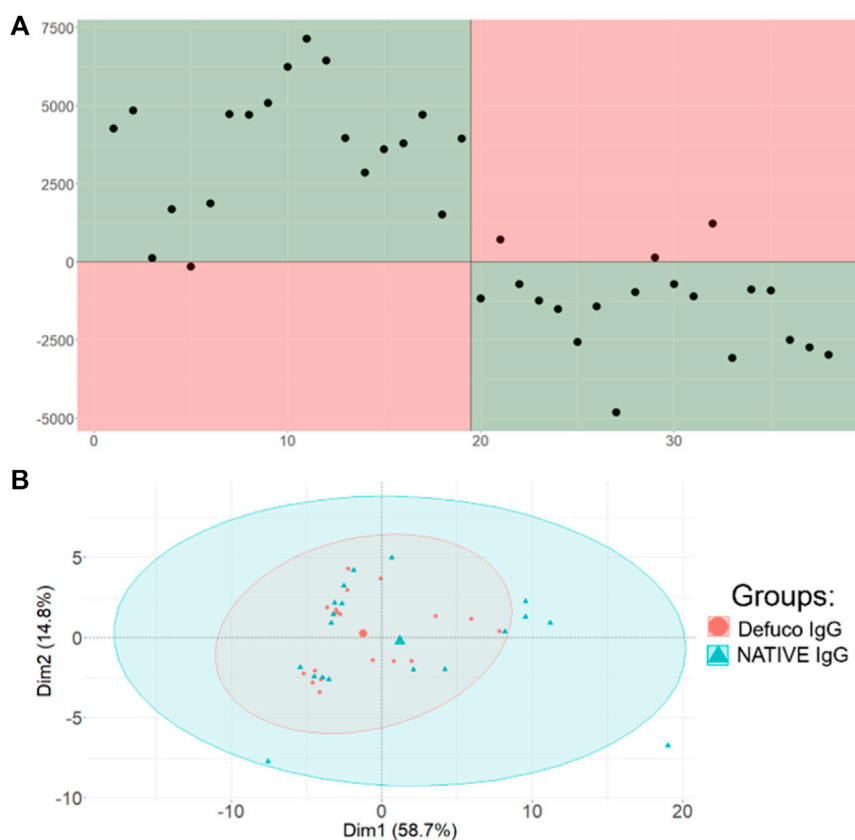 A
7500
5000
2500
0
-2500
-5000
0 10 20 30
B
5
0
-5
-10
Dim2 (14.8%)
-10 0 10 20
Dim1 (58.7%)
Groups:
Defuco IgG
NATIVE IgG